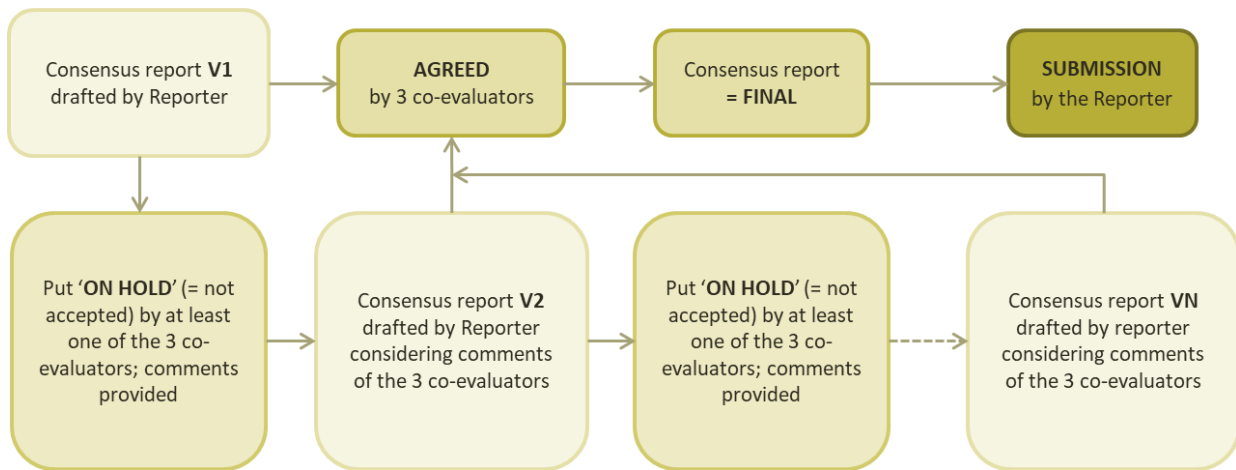 Consensus report V1
drafted by Reporter
AGREED
by 3 co-evaluators
Consensus report
= FINAL
SUBMISSION
by the Reporter
Put ‘ON HOLD’ (= not
accepted) by at least
one of the 3 co-
evaluators; comments
provided
Consensus report V2
drafted by Reporter
considering comments
of the 3 co-evaluators
Put ‘ON HOLD’ (= not
accepted) by at least
one of the 3 co-
evaluators; comments
provided
Consensus report VN
drafted by reporter
considering comments
of the 3 co-evaluators